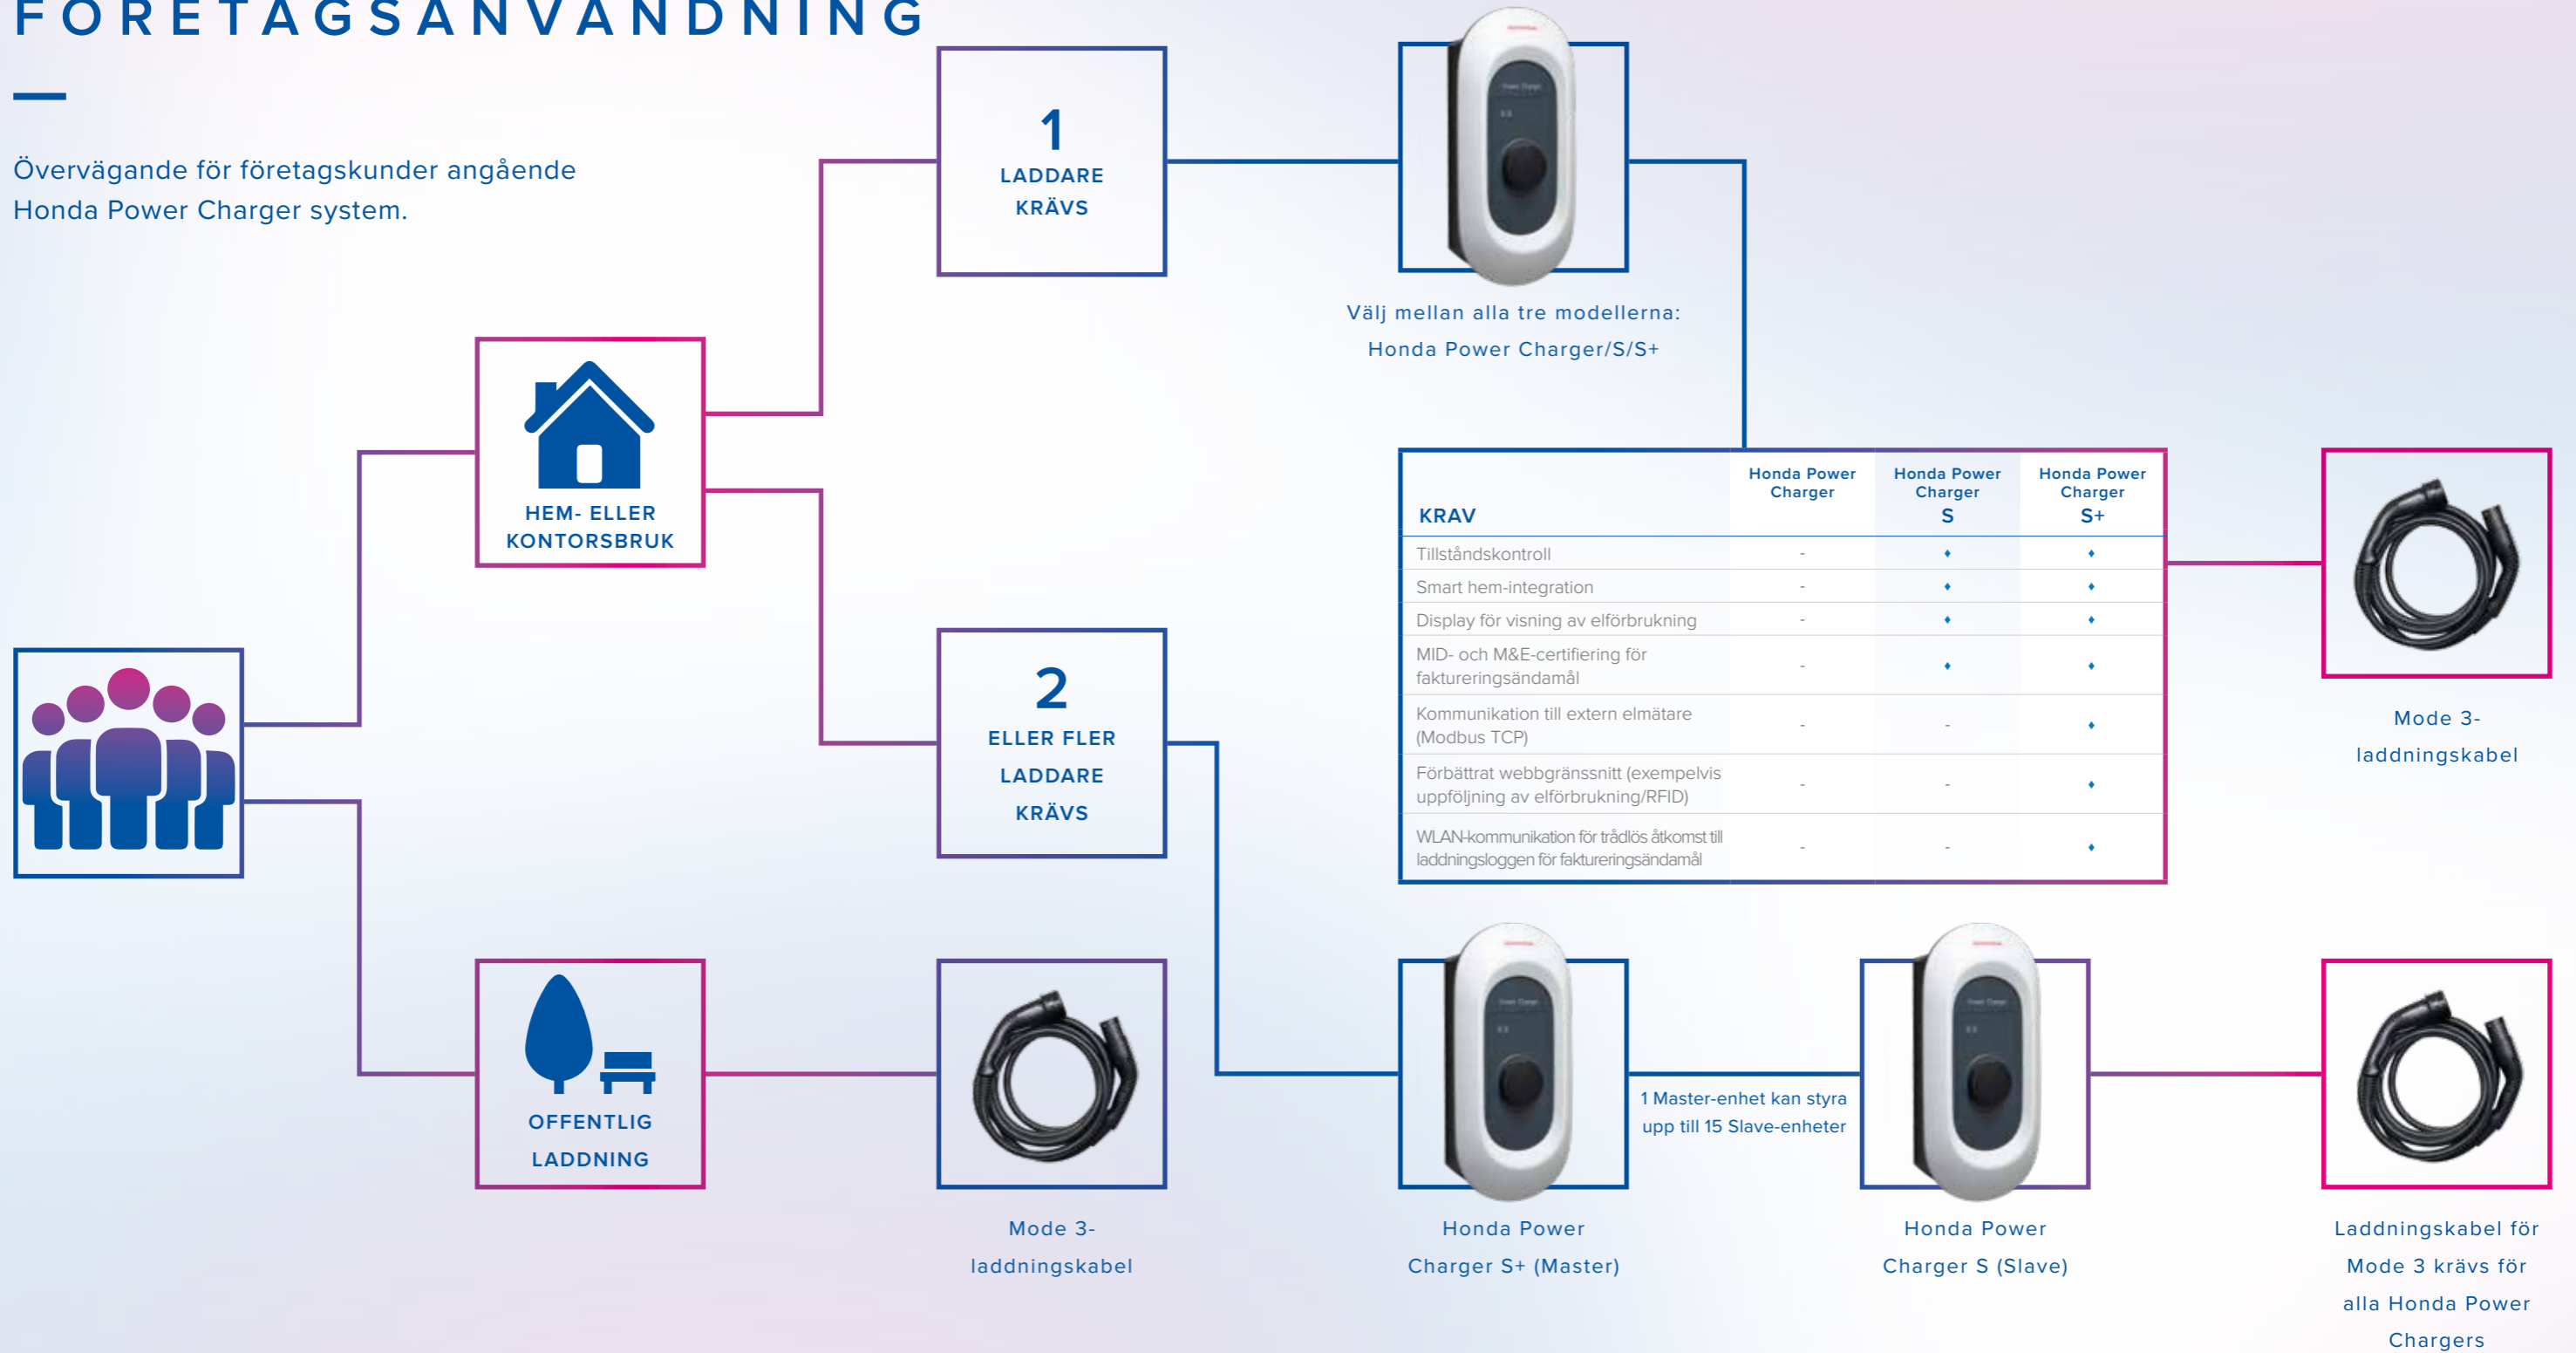 FÖRETAGSANVÄNDNING
Övervägande för företagskunder angående
Honda Power Charger system.
1
LADDARE
KRÄVS
Välj mellan alla tre modellerna:
Honda Power Charger/S/S+
HEM- ELLER
KONTORSBRUK
2
ELLER FLER
LADDARE
KRÄVS
KRAV
Honda Power
Charger
Honda Power
Charger
S
Honda Power
Charger
S+
Tillståndskontroll - ♦ ♦
Smart hem-integration - ♦ ♦
Display för visning av elförbrukning - ♦ ♦
MID- och M&E-certifiering för
faktureringsändamål - ♦ ♦
Kommunikation till extern elmätare
(Modbus TCP) - - ♦
Förbättrat webbgränssnitt (exempelvis
uppföljning av elförbrukning/RFID) - - ♦
WLAN-kommunikation för trådlös åtkomst till
laddningsloggen för faktureringsändamål - - ♦
Mode 3-
laddningskabel
OFFENTLIG
LADDNING
Mode 3-
laddningskabel
Honda Power
Charger S+ (Master)
1 Master-enhet kan styra
upp till 15 Slave-enheter
Honda Power
Charger S (Slave)
Laddningskabel för
Mode 3 krävs för
alla Honda Power
Chargers